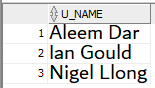 U_NAME
1 Aleem Dar
2 Ian Gould
3 Nigel Llong